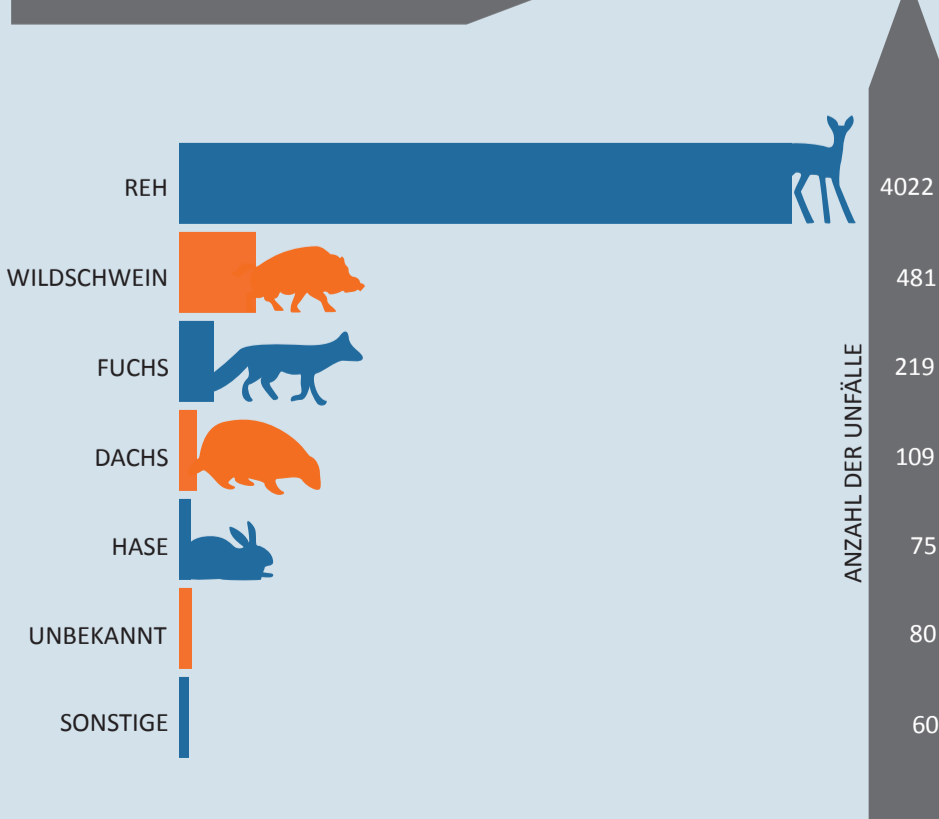 REH 4022
WILDSCHWEIN 481
FUCHS 219
DACHS 109
HASE 75
UNBEKANNT 80
SONSTIGE 60
ANZAHL DER UNFÄLLE